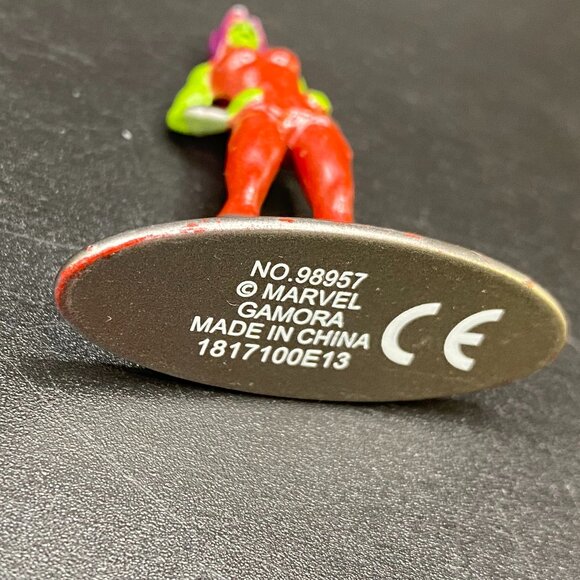 NO.98957
© MARVEL
GAMORA
MADE IN CHINA
1817100E13
CE